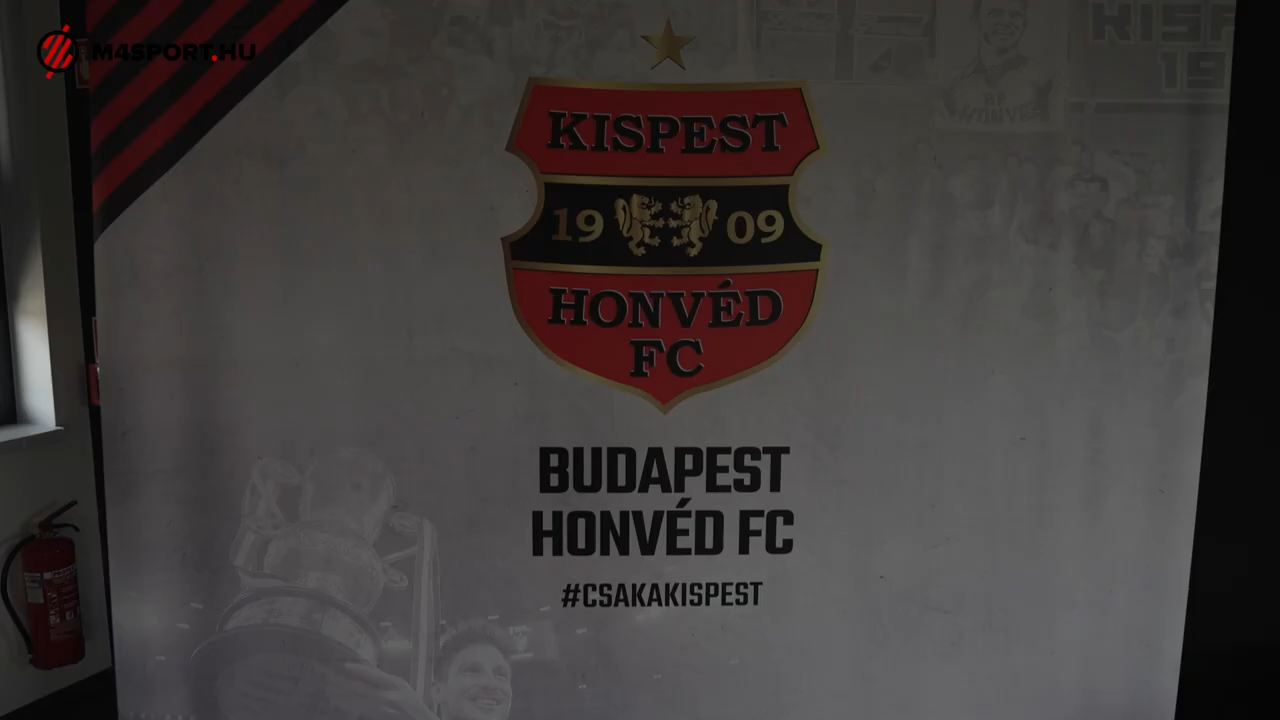 M4SPORT.HU
KISPEST
19 09
HONVÉD
FC
BUDAPEST
HONVÉD FC
#CSAKAKISPEST